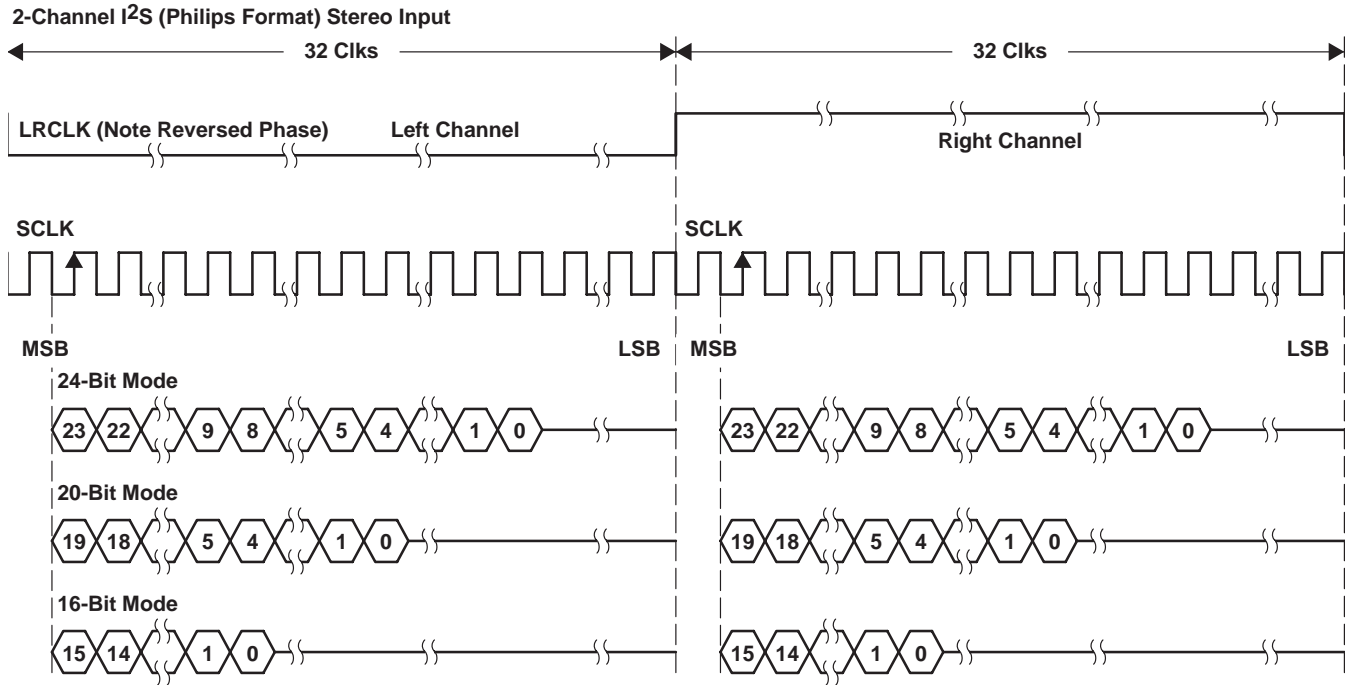 2-Channel I2S (Philips Format) Stereo Input
32 Clks 32 Clks
LRCLK (Note Reversed Phase) Left Channel
Right Channel
SCLK SCLK
MSB LSB MSB LSB
24-Bit Mode
23 22 9 8 5 4 1 0 23 22 9 8 5 4 1 0
20-Bit Mode
19 18 5 4 1 0 19 18 5 4 1 0
16-Bit Mode
15 14 1 0 15 14 1 0